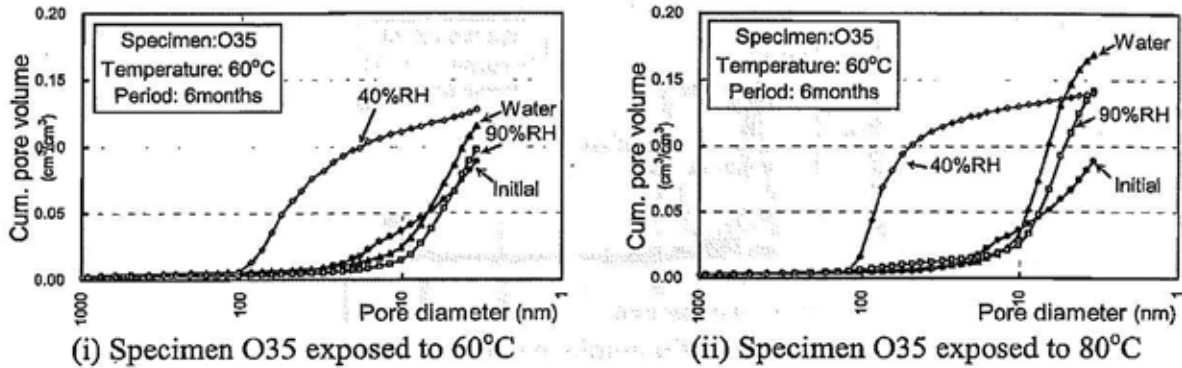 0.20
0.15
0.10
0.05
0.00
Cum. pore volume
(cm³/cm³)
Specimen:O35
Temperature: 60°C
Period: 6months
40%RH
Water
90%RH
Initial
1000
100
10
1
Pore diameter (nm)
(i) Specimen O35 exposed to 60°C
0.20
0.15
0.10
0.05
0.00
Cum. pore volume
(cm³/cm³)
Specimen:O35
Temperature: 60°C
Period: 6months
Water
90%RH
40%RH
Initial
1000
100
10
1
Pore diameter (nm)
(ii) Specimen O35 exposed to 80°C